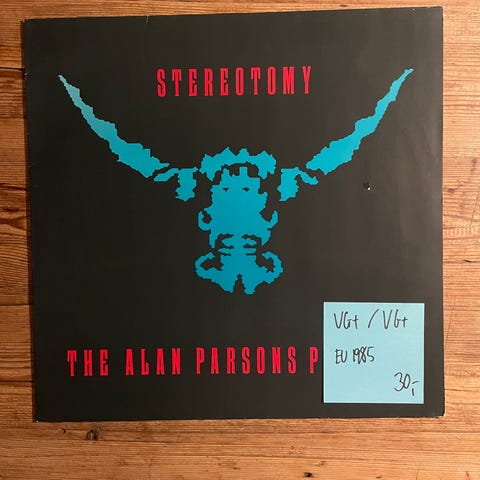 STEREOTOMY
THE ALAN PARSONS P
VG+ / VG+
EU 1985
30,-